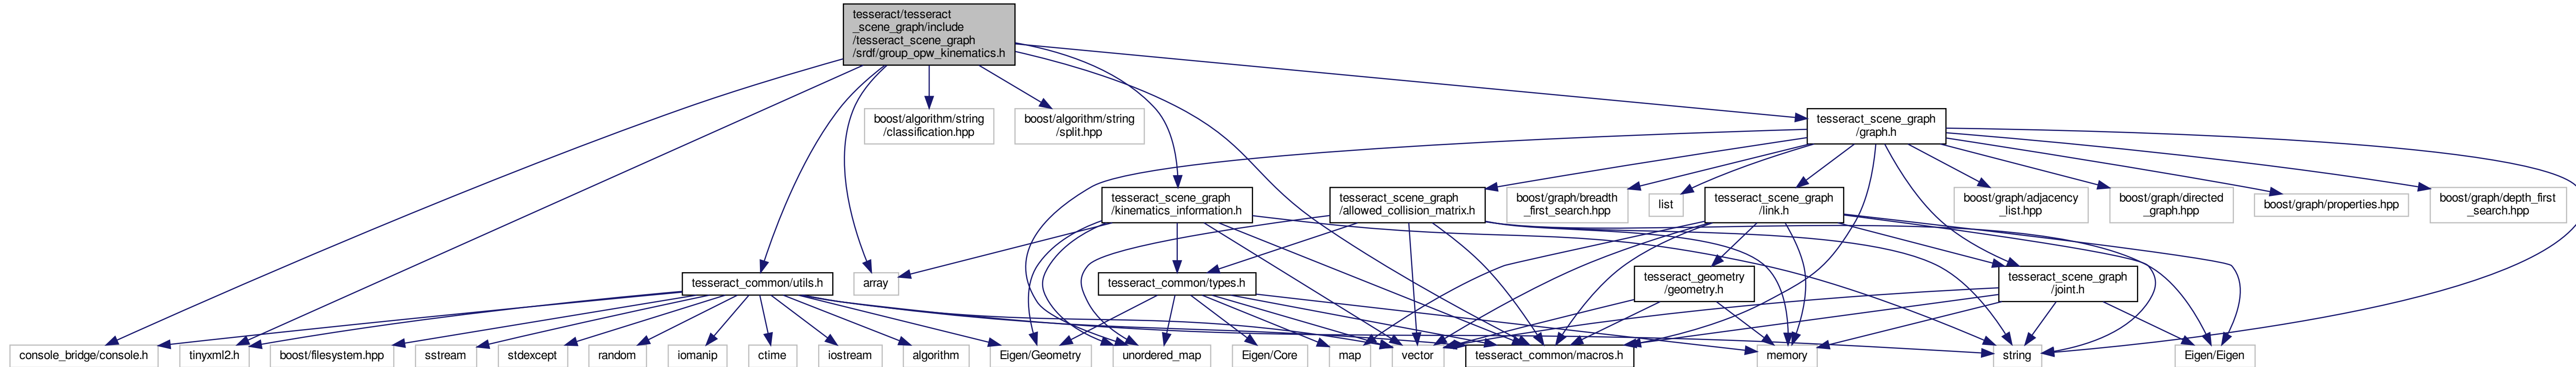 tesseract/tesseract
_scene_graph/include
/tesseract_scene_graph
/srdf/group_opw_kinematics.h
boost/algorithm/string
/classification.hpp
boost/algorithm/string
/split.hpp
tesseract_scene_graph
/graph.h
tesseract_scene_graph
/kinematics_information.h
tesseract_scene_graph
/allowed_collision_matrix.h
boost/graph/breadth
_first_search.hpp
list
tesseract_scene_graph
/link.h
boost/graph/adjacency
_list.hpp
boost/graph/directed
_graph.hpp
boost/graph/properties.hpp
boost/graph/depth_first
_search.hpp
tesseract_common/utils.h
array
tesseract_common/types.h
tesseract_geometry
/geometry.h
tesseract_scene_graph
/joint.h
console_bridge/console.h
tinyxml2.h
boost/filesystem.hpp
sstream
stdexcept
random
iomanip
ctime
iostream
algorithm
Eigen/Geometry
unordered_map
Eigen/Core
map
vector
tesseract_common/macros.h
memory
string
Eigen/Eigen